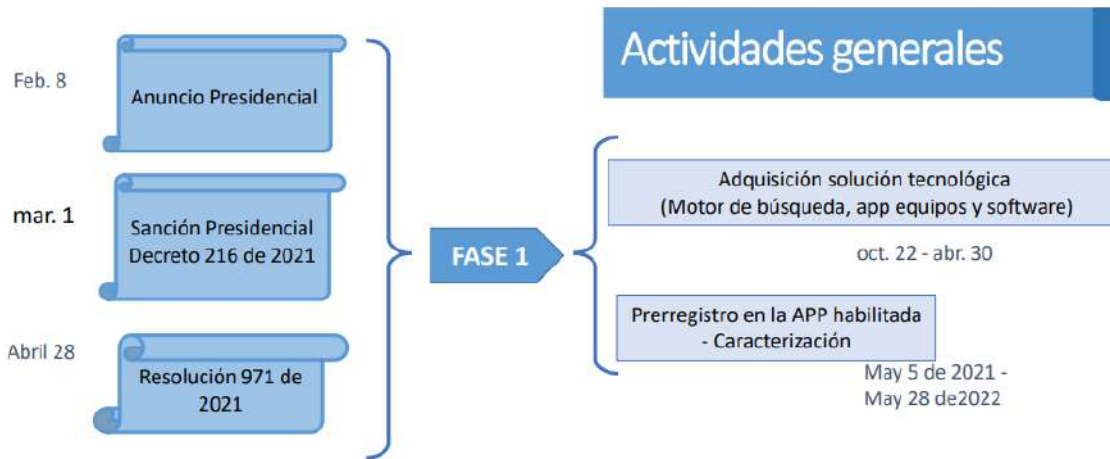 Actividades generales
Feb. 8
Anuncio Presidencial
mar. 1
Sanción Presidencial
Decreto 216 de 2021
Abril 28
Resolución 971 de
2021
FASE 1
Adquisición solución tecnológica
(Motor de búsqueda, app equipos y software)
oct. 22 - abr. 30
Prerregistro en la APP habilitada
- Caracterización
May 5 de 2021 -
May 28 de2022